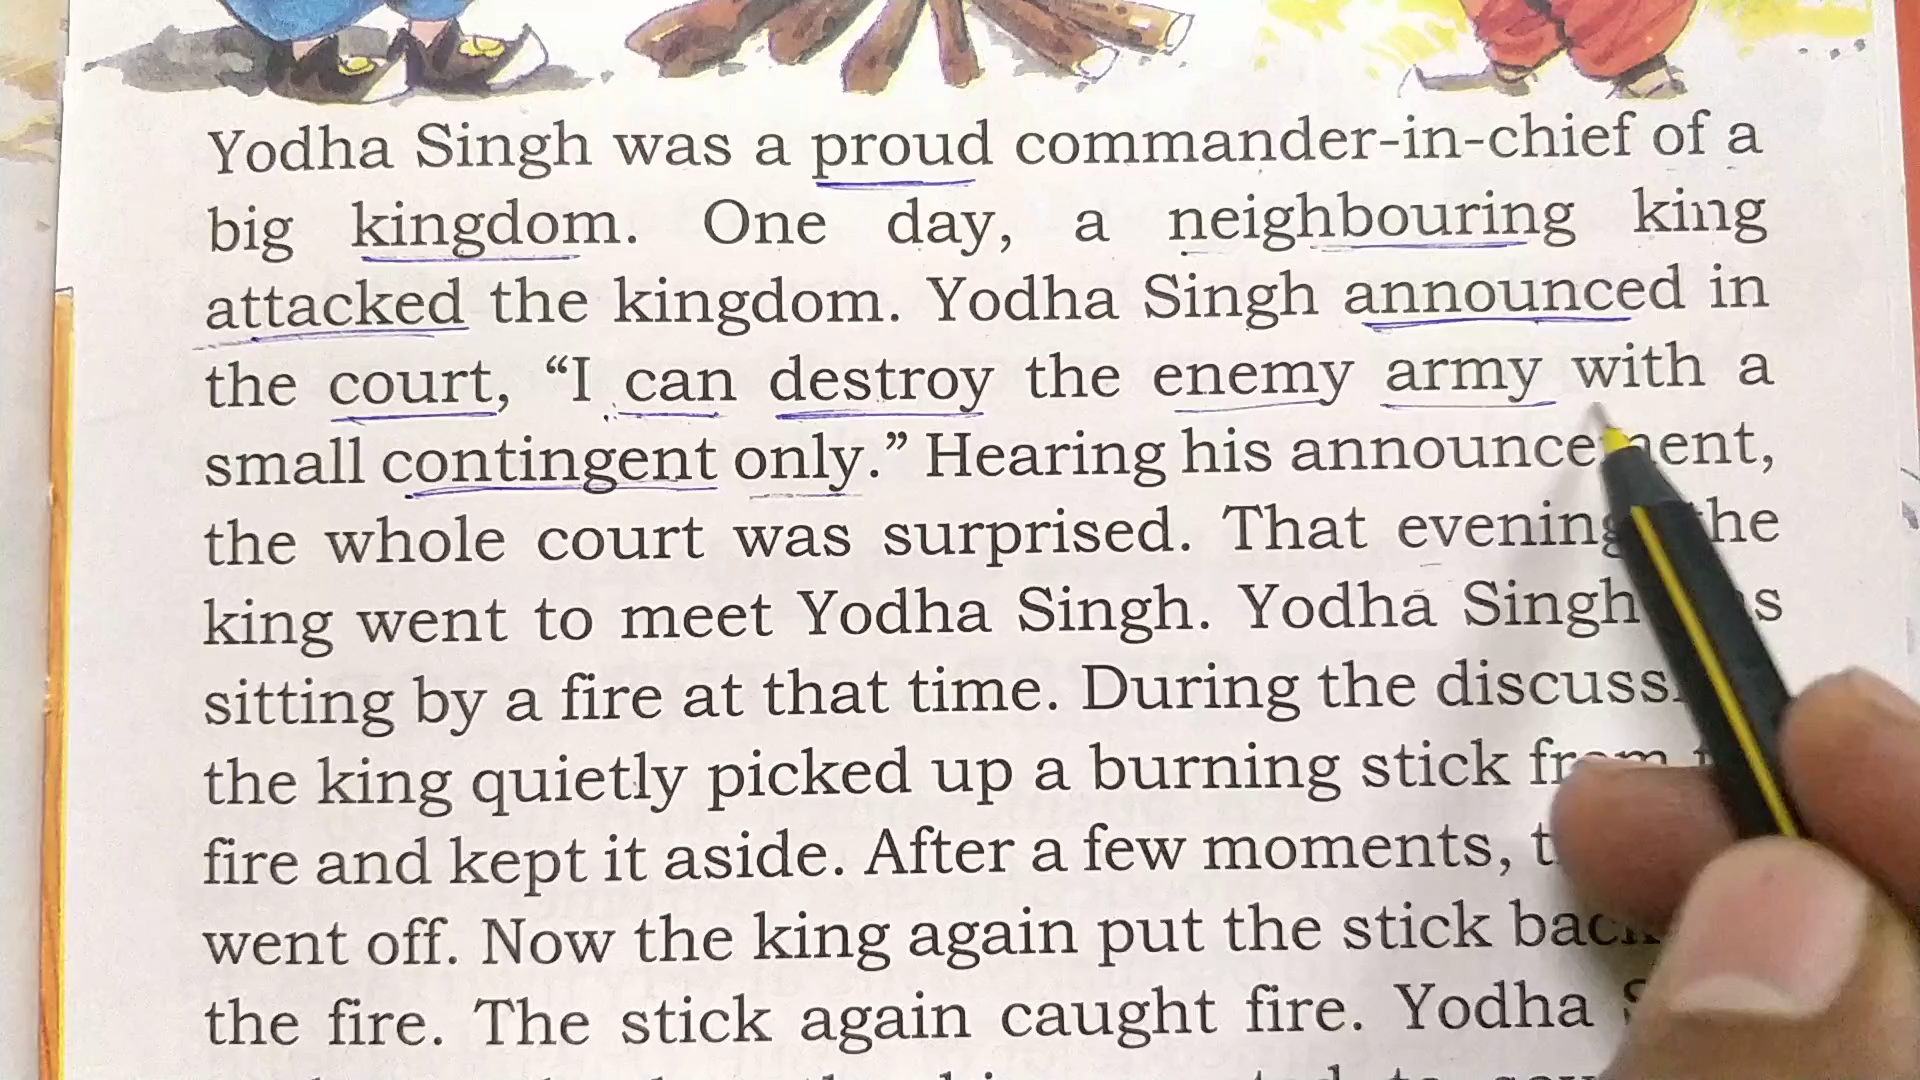 Yodha Singh was a proud commander-in-chief of a
big kingdom. One day, a neighbouring king
attacked the kingdom. Yodha Singh announced in
the court, “I can destroy the enemy army with a
small contingent only.” Hearing his announcement,
the whole court was surprised. That evening the
king went to meet Yodha Singh. Yodha Singh
sitting by a fire at that time. During the
the king quietly picked up a burning stick from
fire and kept it aside. After a few moments,
went off. Now the king again put the stick back
the fire. The stick again caught fire. Yodha